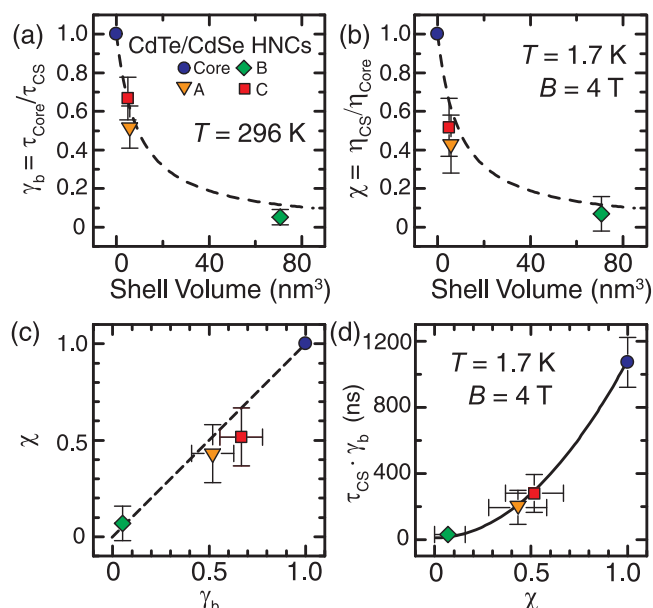 (a)
CdTe/CdSe HNCs
Core
B
A
C
T = 296 K
γb = τCore/τCS
1.0
0.8
0.6
0.4
0.2
0
0
40
80
Shell Volume (nm³)
(b)
T = 1.7 K
B = 4 T
χ = ηCS/ηCore
1.0
0.8
0.6
0.4
0.2
0
0
40
80
Shell Volume (nm³)
(c)
χ
1.0
0.5
0
0
0.5
1.0
γb
(d)
T = 1.7 K
B = 4 T
τCS · γb (ns)
1200
800
400
0
0
0.5
1.0
χ